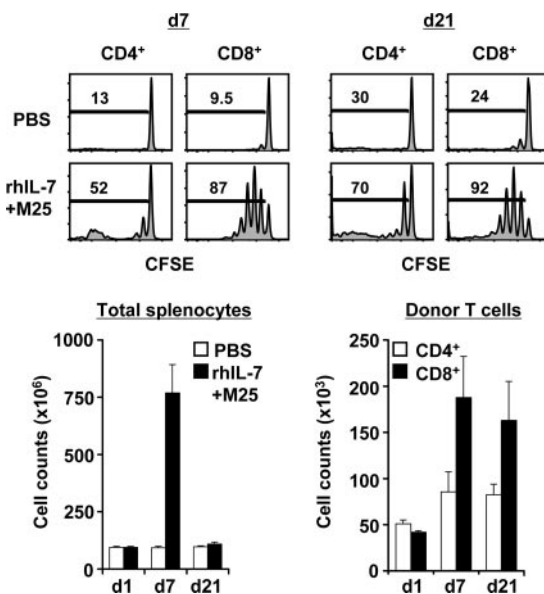 d7
d21
CD4⁺ CD8⁺ CD4⁺ CD8⁺
PBS
13
9.5
30
24
rhIL-7
+M25
52
87
70
92
CFSE
CFSE
Total splenocytes
PBS
rhIL-7
+M25
Cell counts (x10⁶)
1000
750
500
250
100
0
d1 d7 d21
Donor T cells
CD4⁺
CD8⁺
Cell counts (x10³)
250
200
150
100
50
0
d1 d7 d21